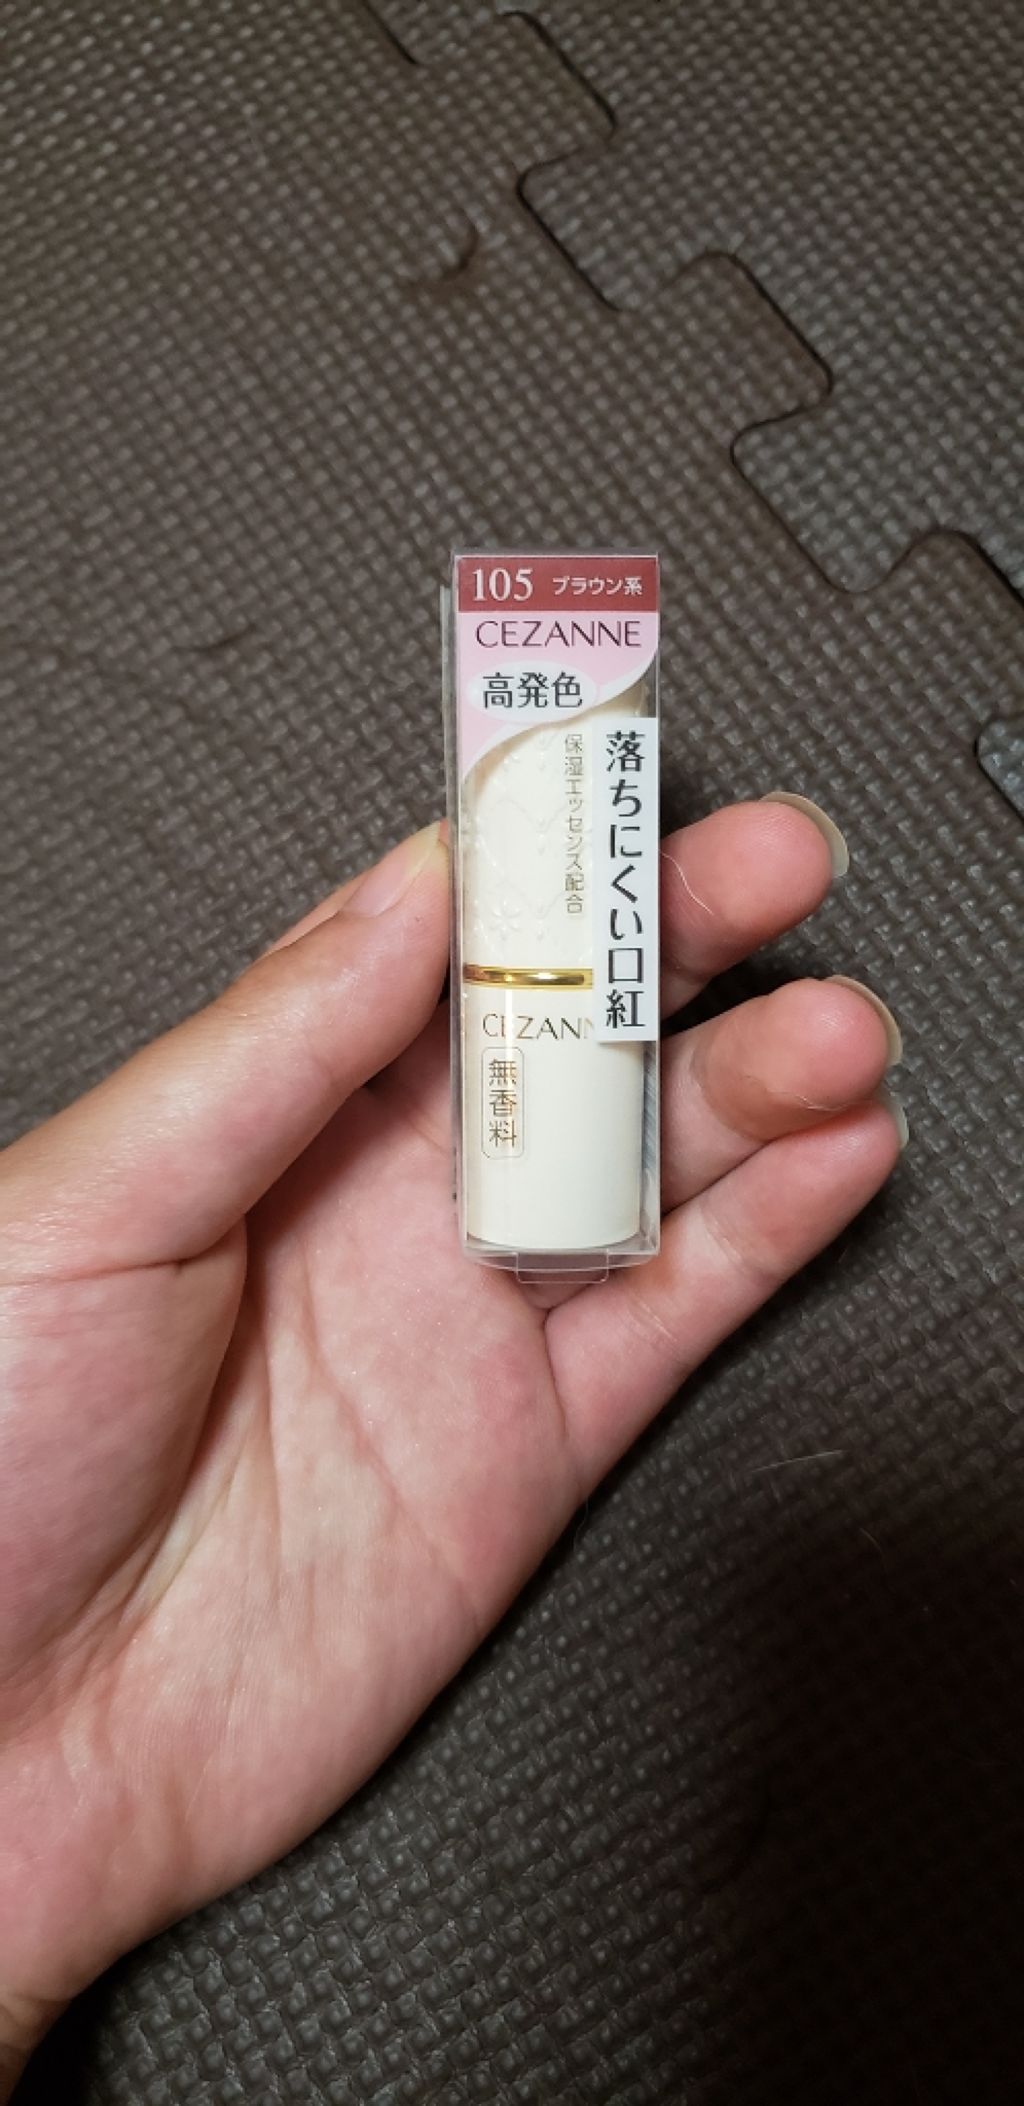 105 ブラウン系
CEZANNE
高発色
落ちにくい口紅
保湿エッセンス配合
CEZANN
無香料